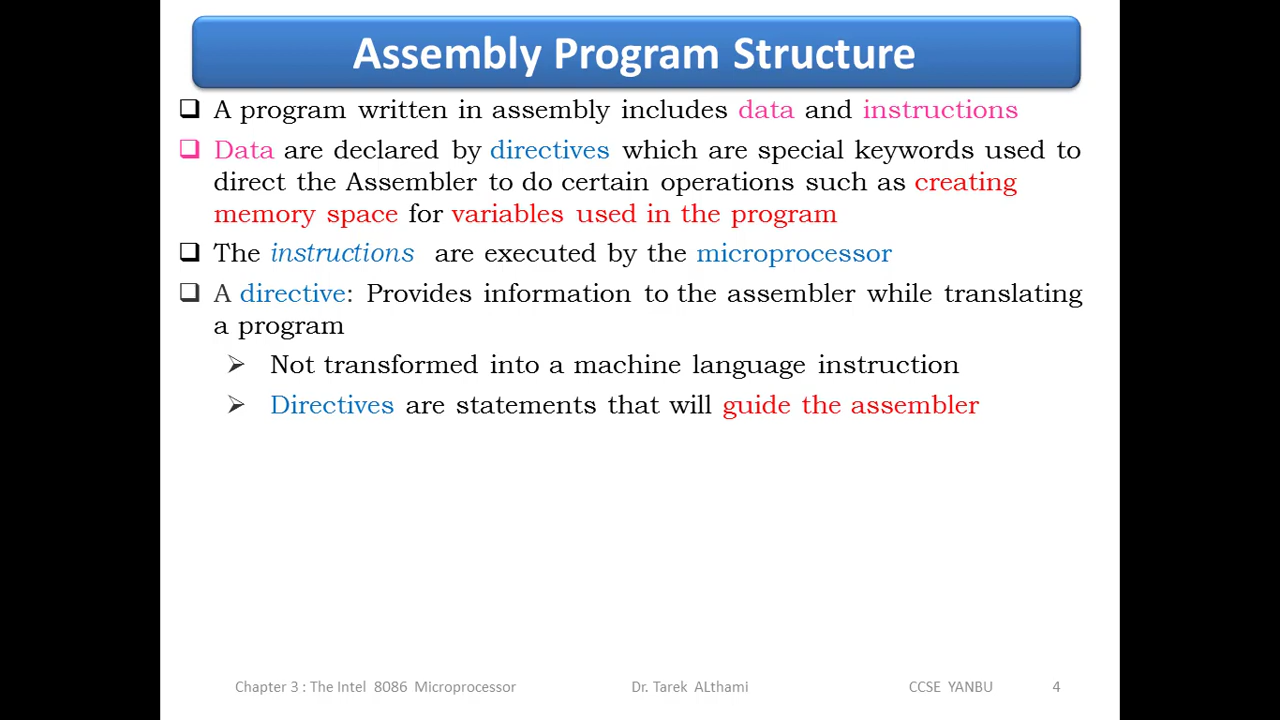 Assembly Program Structure
A program written in assembly includes data and instructions
Data are declared by directives which are special keywords used to
direct the Assembler to do certain operations such as creating
memory space for variables used in the program
The instructions are executed by the microprocessor
A directive: Provides information to the assembler while translating
a program
Not transformed into a machine language instruction
Directives are statements that will guide the assembler
Chapter 3 : The Intel 8086 Microprocessor Dr. Tarek ALthami CCSE YANBU 4